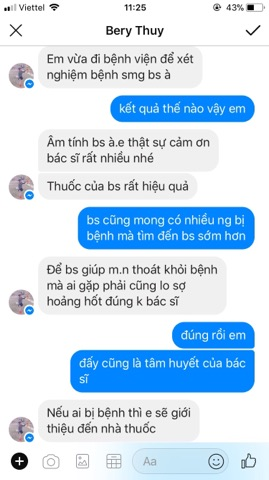 Viettel 11:25 43%
Bery Thuy
Em vừa đi bệnh viện để xét
nghiệm bệnh smg bs à
kết quả thế nào vậy em
Âm tính bs à.e thật sự cảm ơn
bác sĩ rất nhiều nhé
Thuốc của bs rất hiệu quả
bs cũng mong có nhiều ng bị
bệnh mà tìm đến bs sớm hơn
Để bs giúp m.n thoát khỏi bệnh
mà ai gặp phải cũng lo sợ
hoảng hốt đúng k bác sĩ
đúng rồi em
đấy cũng là tâm huyết của bác
sĩ
Nếu ai bị bệnh thì e sẽ giới
thiệu đến nhà thuốc
Aa